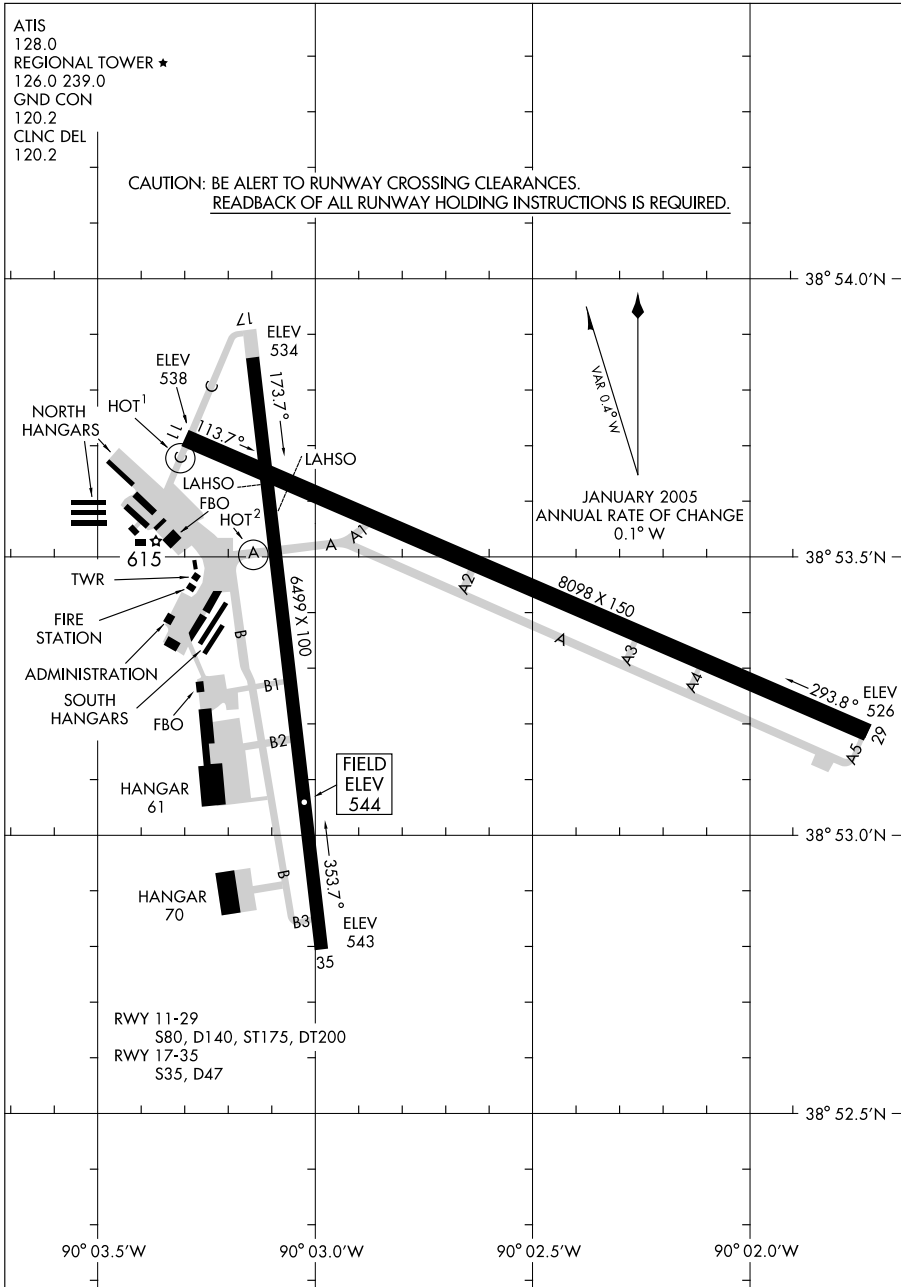 ATIS
128.0
REGIONAL TOWER ★
126.0 239.0
GND CON
120.2
CLNC DEL
120.2
CAUTION: BE ALERT TO RUNWAY CROSSING CLEARANCES.
READBACK OF ALL RUNWAY HOLDING INSTRUCTIONS IS REQUIRED.
38° 54.0'N
VAR 0.4° W
JANUARY 2005
ANNUAL RATE OF CHANGE
0.1° W
17
ELEV
534
173.7°
C
ELEV
538
HOT1
11
C
113.7°
NORTH
HANGARS
LAHSO
LAHSO
FBO
HOT2
A
A
A1
38° 53.5'N
615
TWR
FIRE
STATION
ADMINISTRATION
SOUTH
HANGARS
6499 X 100
8098 X 150
A2
A
A3
A4
293.8°
ELEV
526
29
A5
B
B1
FBO
B2
HANGAR
61
FIELD
ELEV
544
38° 53.0'N
353.7°
B
HANGAR
70
B3
ELEV
543
35
RWY 11-29
S80, D140, ST175, DT200
RWY 17-35
S35, D47
38° 52.5'N
90° 03.5'W
90° 03.0'W
90° 02.5'W
90° 02.0'W